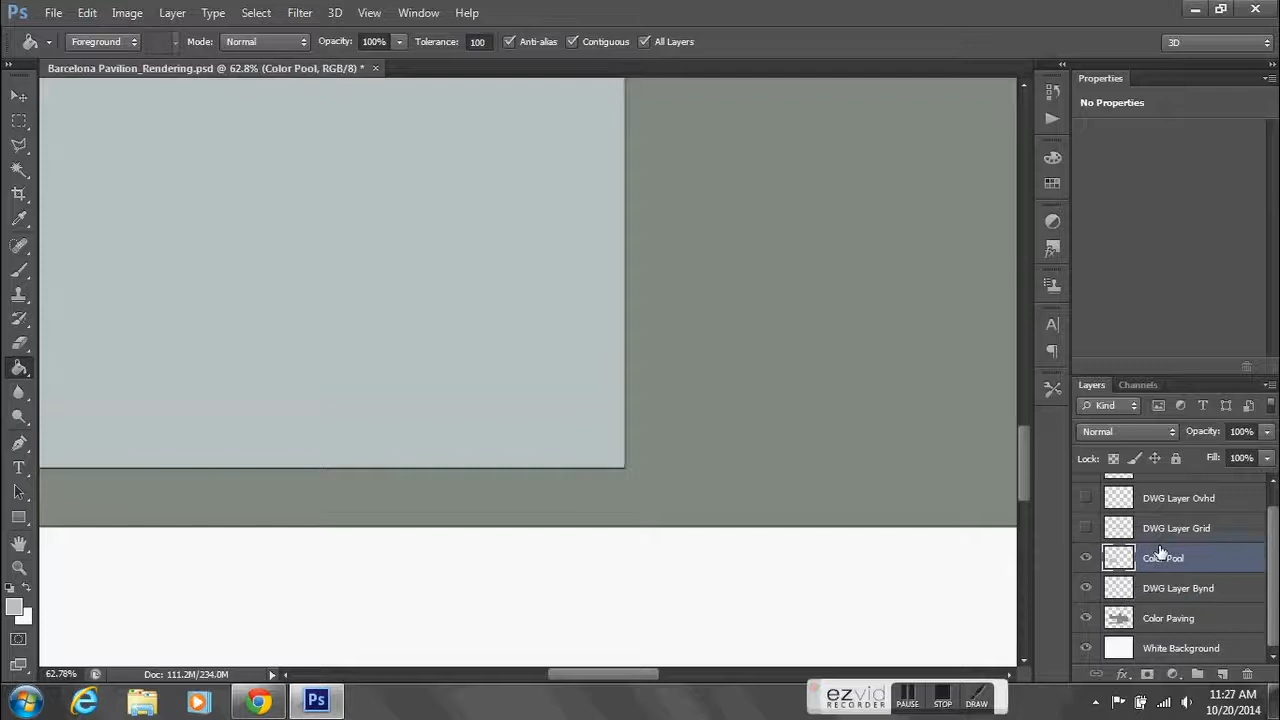 Ps File Edit Image Layer Type Select Filter 3D View Window Help
Foreground Mode: Normal Opacity: 100% Tolerance: 100 Anti-alias Contiguous All Layers 3D
Barcelona Pavilion_Rendering.psd @ 62.8% (Color Pool, RGB/8) * ×
Properties
No Properties
Layers Channels
Kind
Normal Opacity: 100%
Lock: Fill: 100%
DWG Layer Ovhd
DWG Layer Grid
Color Pool
DWG Layer Bynd
Color Paving
White Background
62.78% Doc: 111.2M/234.0M
ezvid
RECORDER
PAUSE STOP DRAW
Ps
11:27 AM
10/20/2014